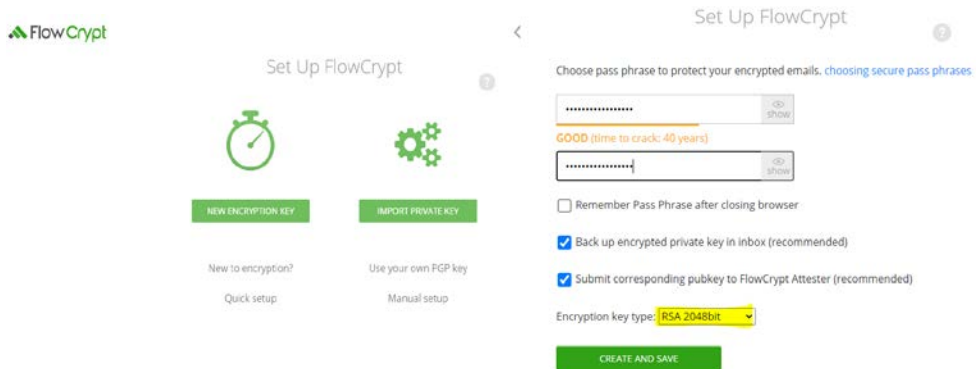 FlowCrypt
Set Up FlowCrypt
?
NEW ENCRYPTION KEY
IMPORT PRIVATE KEY
New to encryption?
Use your own PGP key
Quick setup
Manual setup
Set Up FlowCrypt
?
Choose pass phrase to protect your encrypted emails. choosing secure pass phrases
show
GOOD (time to crack: 40 years)
show
Remember Pass Phrase after closing browser
Back up encrypted private key in inbox (recommended)
Submit corresponding pubkey to FlowCrypt Attester (recommended)
Encryption key type: RSA 2048bit
CREATE AND SAVE